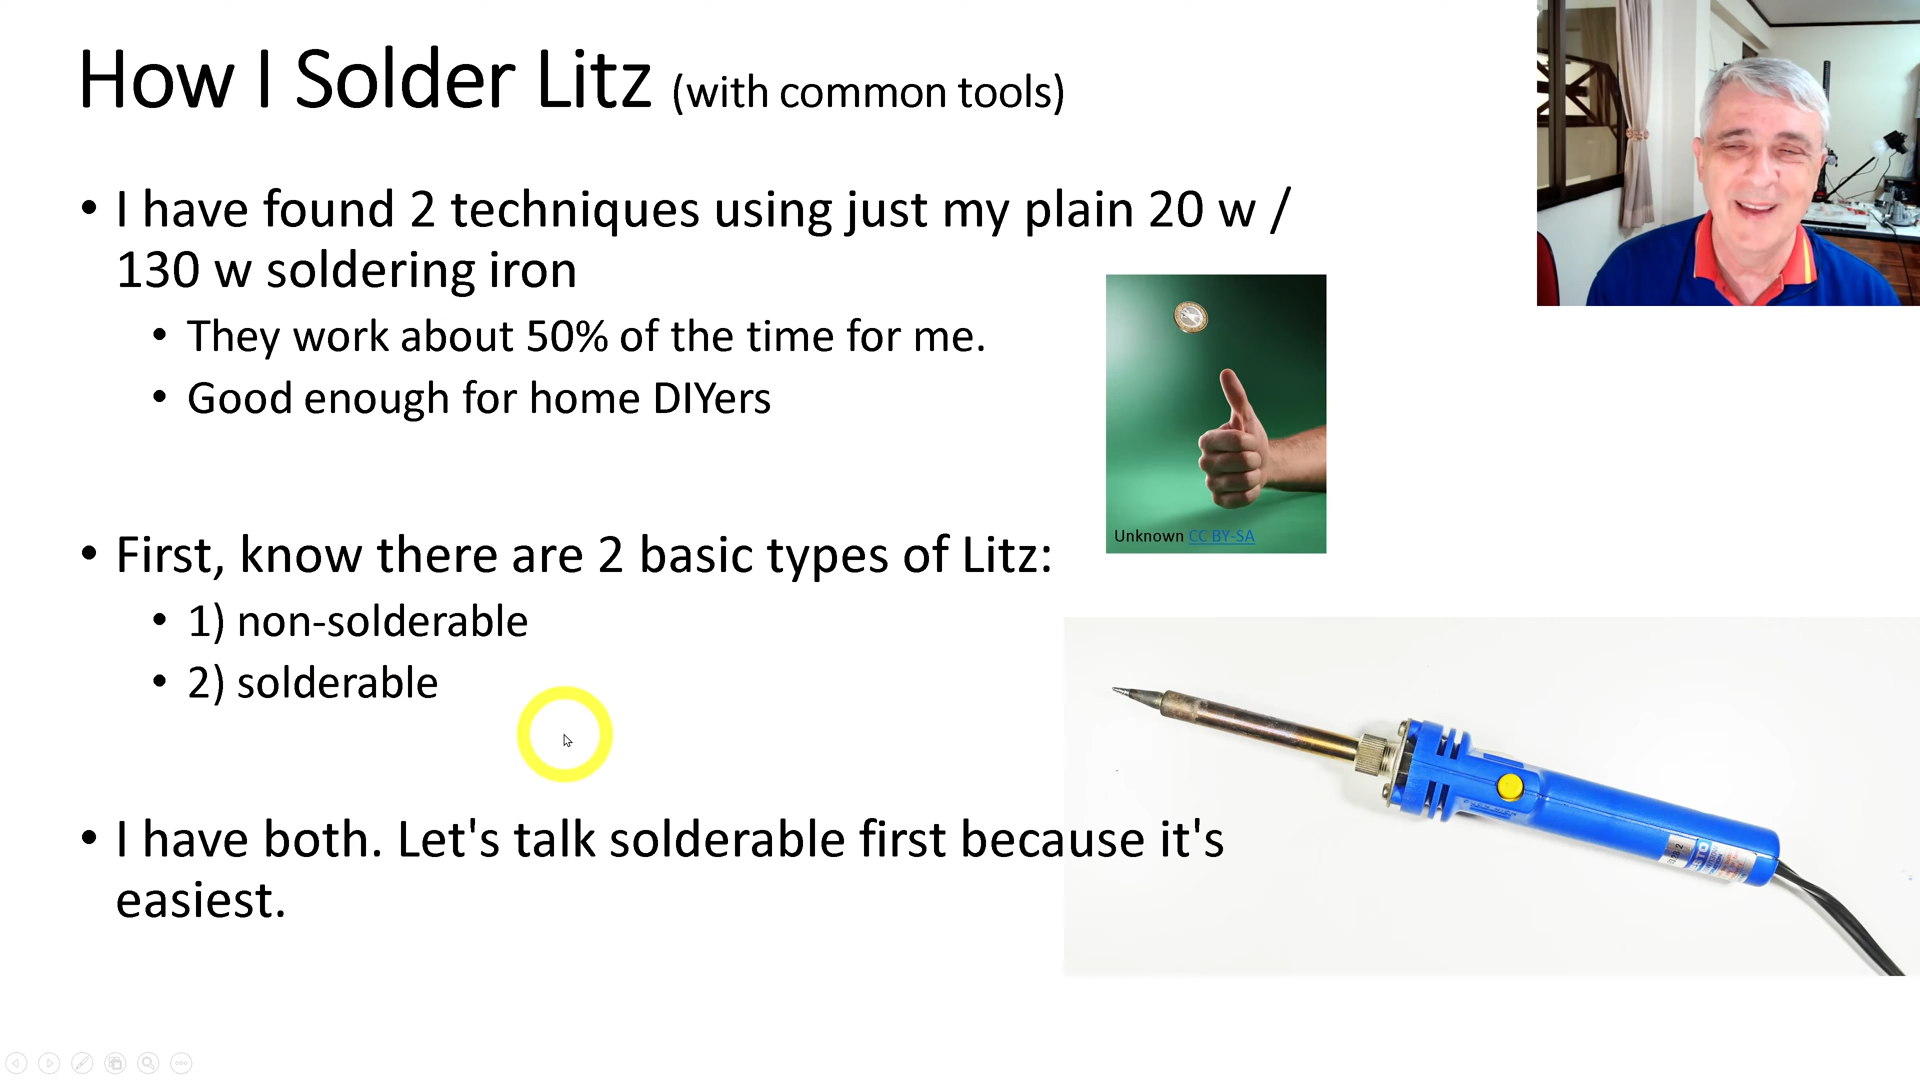 How I Solder Litz (with common tools)
• I have found 2 techniques using just my plain 20 w /
130 w soldering iron
• They work about 50% of the time for me.
• Good enough for home DIYers
Unknown CC BY-SA
• First, know there are 2 basic types of Litz:
• 1) non-solderable
• 2) solderable
• I have both. Let's talk solderable first because it's
easiest.